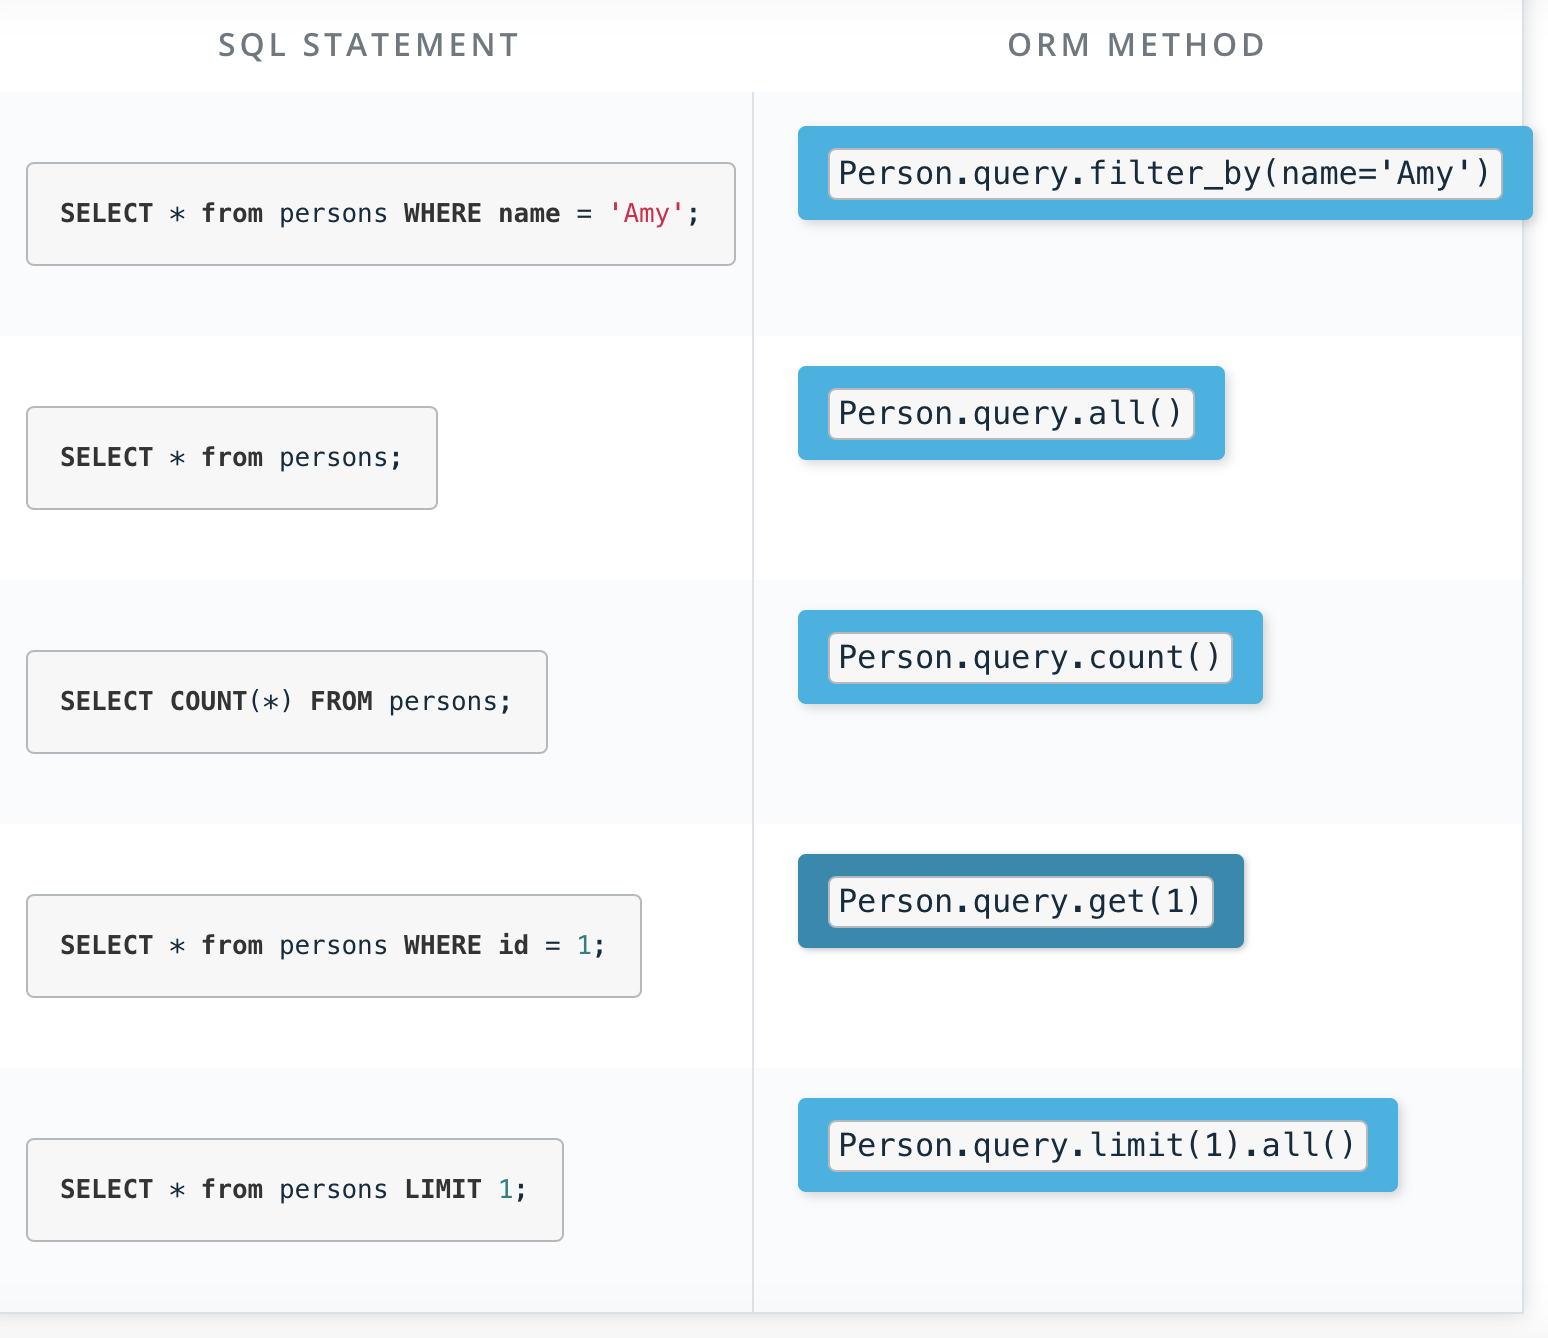 SQL STATEMENT
ORM METHOD
SELECT * from persons WHERE name = 'Amy';
Person.query.filter_by(name='Amy')
SELECT * from persons;
Person.query.all()
SELECT COUNT(*) FROM persons;
Person.query.count()
SELECT * from persons WHERE id = 1;
Person.query.get(1)
SELECT * from persons LIMIT 1;
Person.query.limit(1).all()